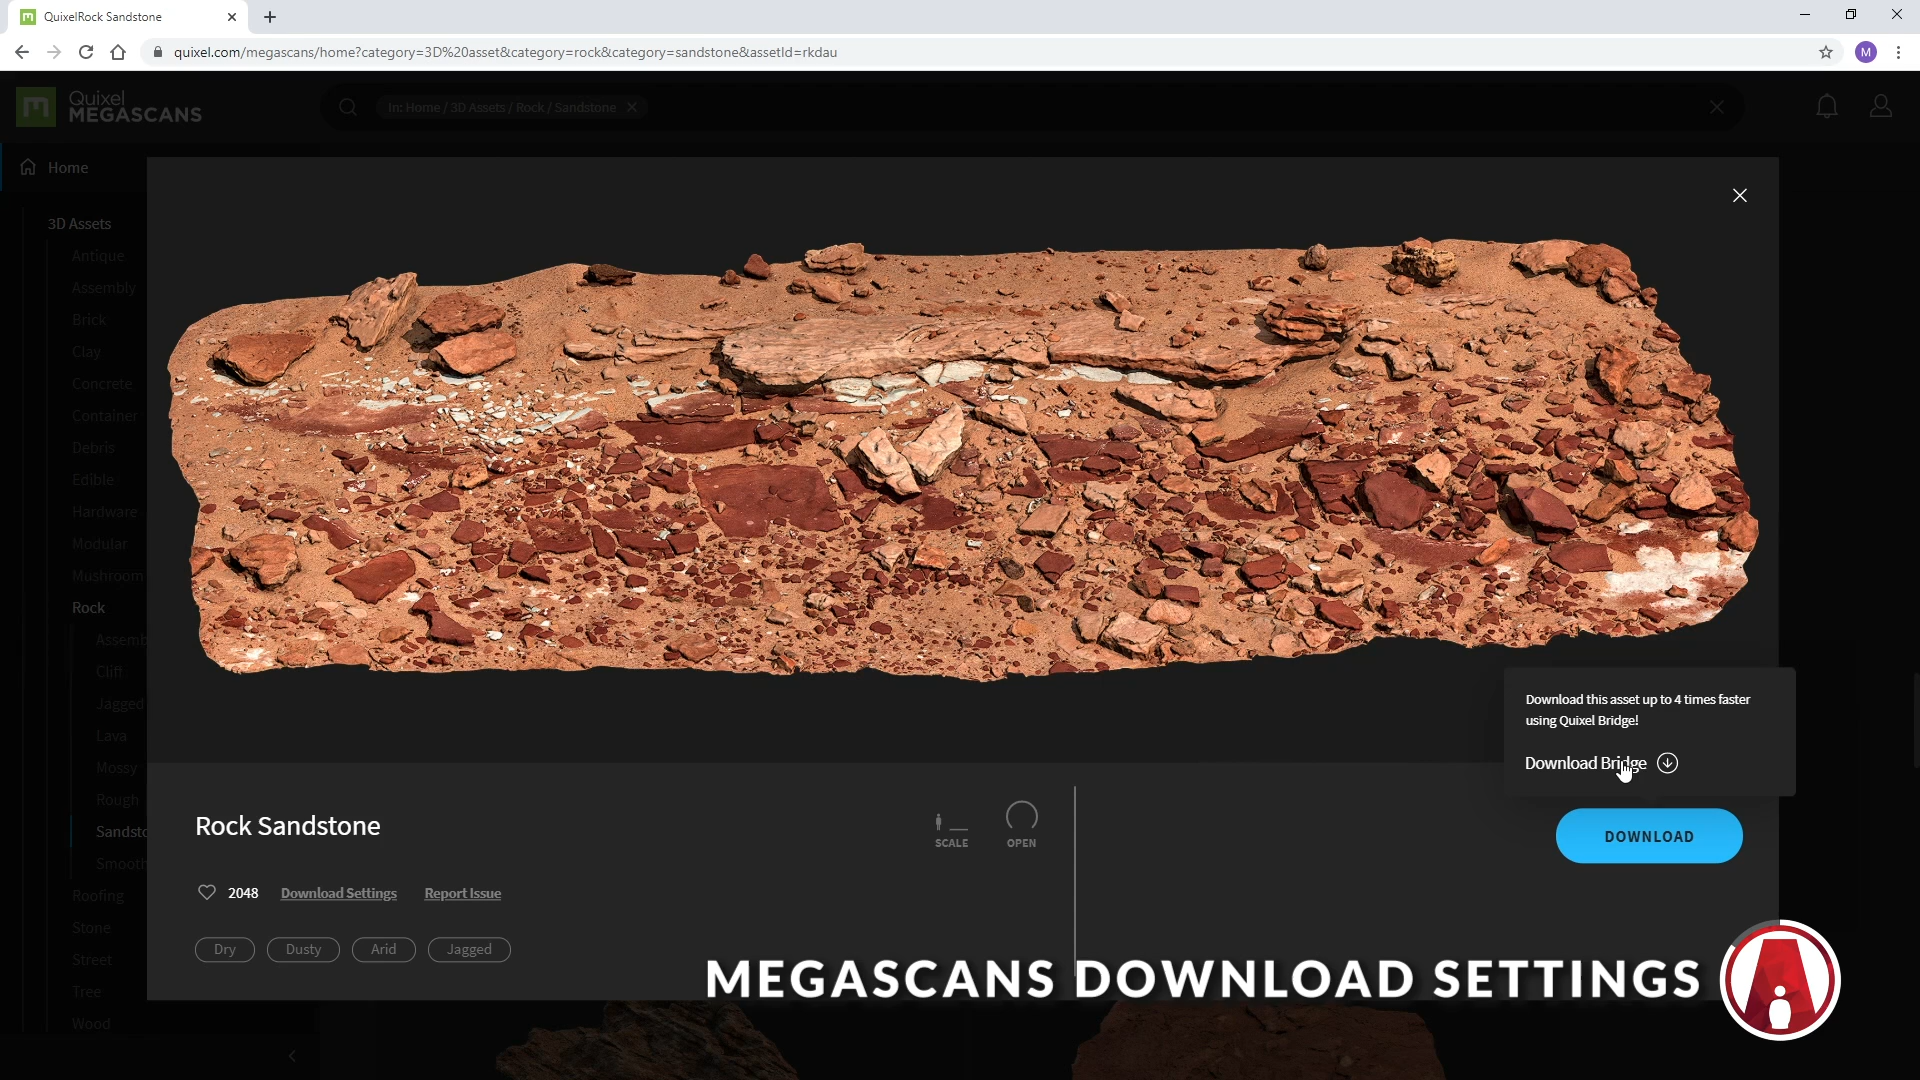 QuixelRock Sandstone
quixel.com/megascans/home?category=3D%20asset&category=rock&category=sandstone&assetId=rkdau
M
Quixel
MEGASCANS
In: Home / 3D Assets / Rock / Sandstone
Home
3D Assets
Antique
Assembly
Brick
Clay
Concrete
Container
Debris
Edible
Hardware
Modular
Mushroom
Rock
Assemb
Cliff
Jagged
Lava
Mossy
Rough
Sandsto
Smooth
Roofing
Stone
Street
Tree
Wood
Download this asset up to 4 times faster
using Quixel Bridge!
Download Bridge
DOWNLOAD
Rock Sandstone
SCALE
OPEN
2048
Download Settings
Report Issue
Dry
Dusty
Arid
Jagged
MEGASCANS DOWNLOAD SETTINGS